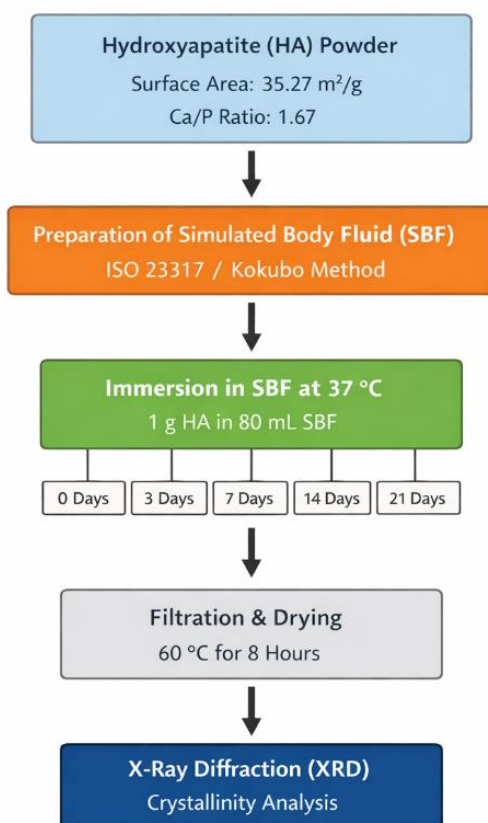 Hydroxyapatite (HA) Powder
Surface Area: 35.27 m²/g
Ca/P Ratio: 1.67
Preparation of Simulated Body Fluid (SBF)
ISO 23317 / Kokubo Method
Immersion in SBF at 37 °C
1 g HA in 80 mL SBF
0 Days
3 Days
7 Days
14 Days
21 Days
Filtration & Drying
60 °C for 8 Hours
X-Ray Diffraction (XRD)
Crystallinity Analysis